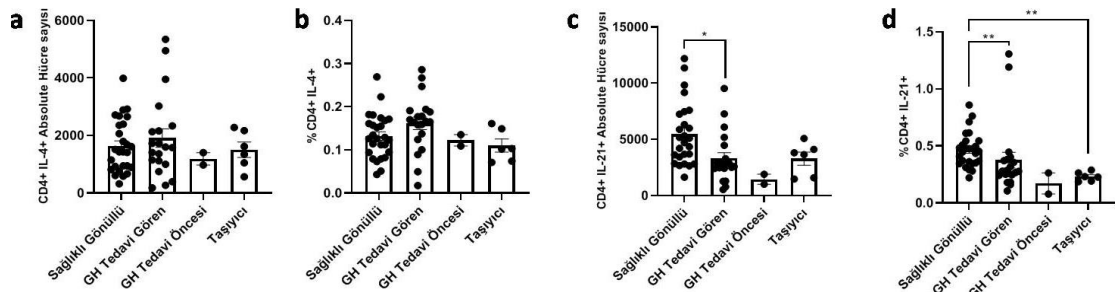 a
CD4+ IL-4+ Absolute Hücre sayısı
6000
4000
2000
0
Sağlıklı Gönüllü
GH Tedavi Gören
GH Tedavi Öncesi
Taşıyıcı
b
% CD4+ IL-4+
0.4
0.3
0.2
0.1
0.0
Sağlıklı Gönüllü
GH Tedavi Gören
GH Tedavi Öncesi
Taşıyıcı
c
CD4+ IL-21+ Absolute Hücre sayısı
15000
10000
5000
0
*
Sağlıklı Gönüllü
GH Tedavi Gören
GH Tedavi Öncesi
Taşıyıcı
d
% CD4+ IL-21+
1.5
1.0
0.5
0.0
**
**
Sağlıklı Gönüllü
GH Tedavi Gören
GH Tedavi Öncesi
Taşıyıcı